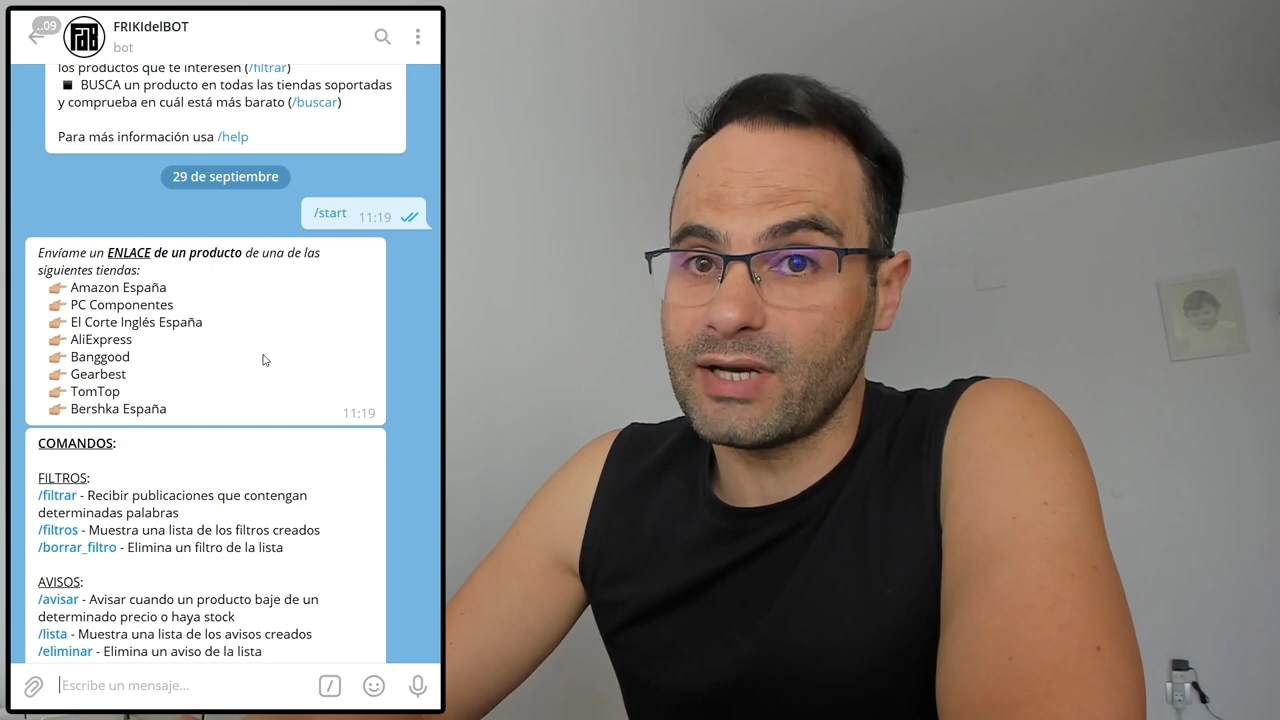 ..09
FRIKIdelBOT
bot
los productos que te interesen (/filtrar)
BUSCA un producto en todas las tiendas soportadas
y comprueba en cuál está más barato (/buscar)
Para más información usa /help
29 de septiembre
/start 11:19
Envíame un ENLACE de un producto de una de las
siguientes tiendas:
Amazon España
PC Componentes
El Corte Inglés España
AliExpress
Banggood
Gearbest
TomTop
Bershka España
11:19
COMANDOS:
FILTROS:
/filtrar - Recibir publicaciones que contengan
determinadas palabras
/filtros - Muestra una lista de los filtros creados
/borrar_filtro - Elimina un filtro de la lista
AVISOS:
/avisar - Avisar cuando un producto baje de un
determinado precio o haya stock
/lista - Muestra una lista de los avisos creados
/eliminar - Elimina un aviso de la lista
Escribe un mensaje...